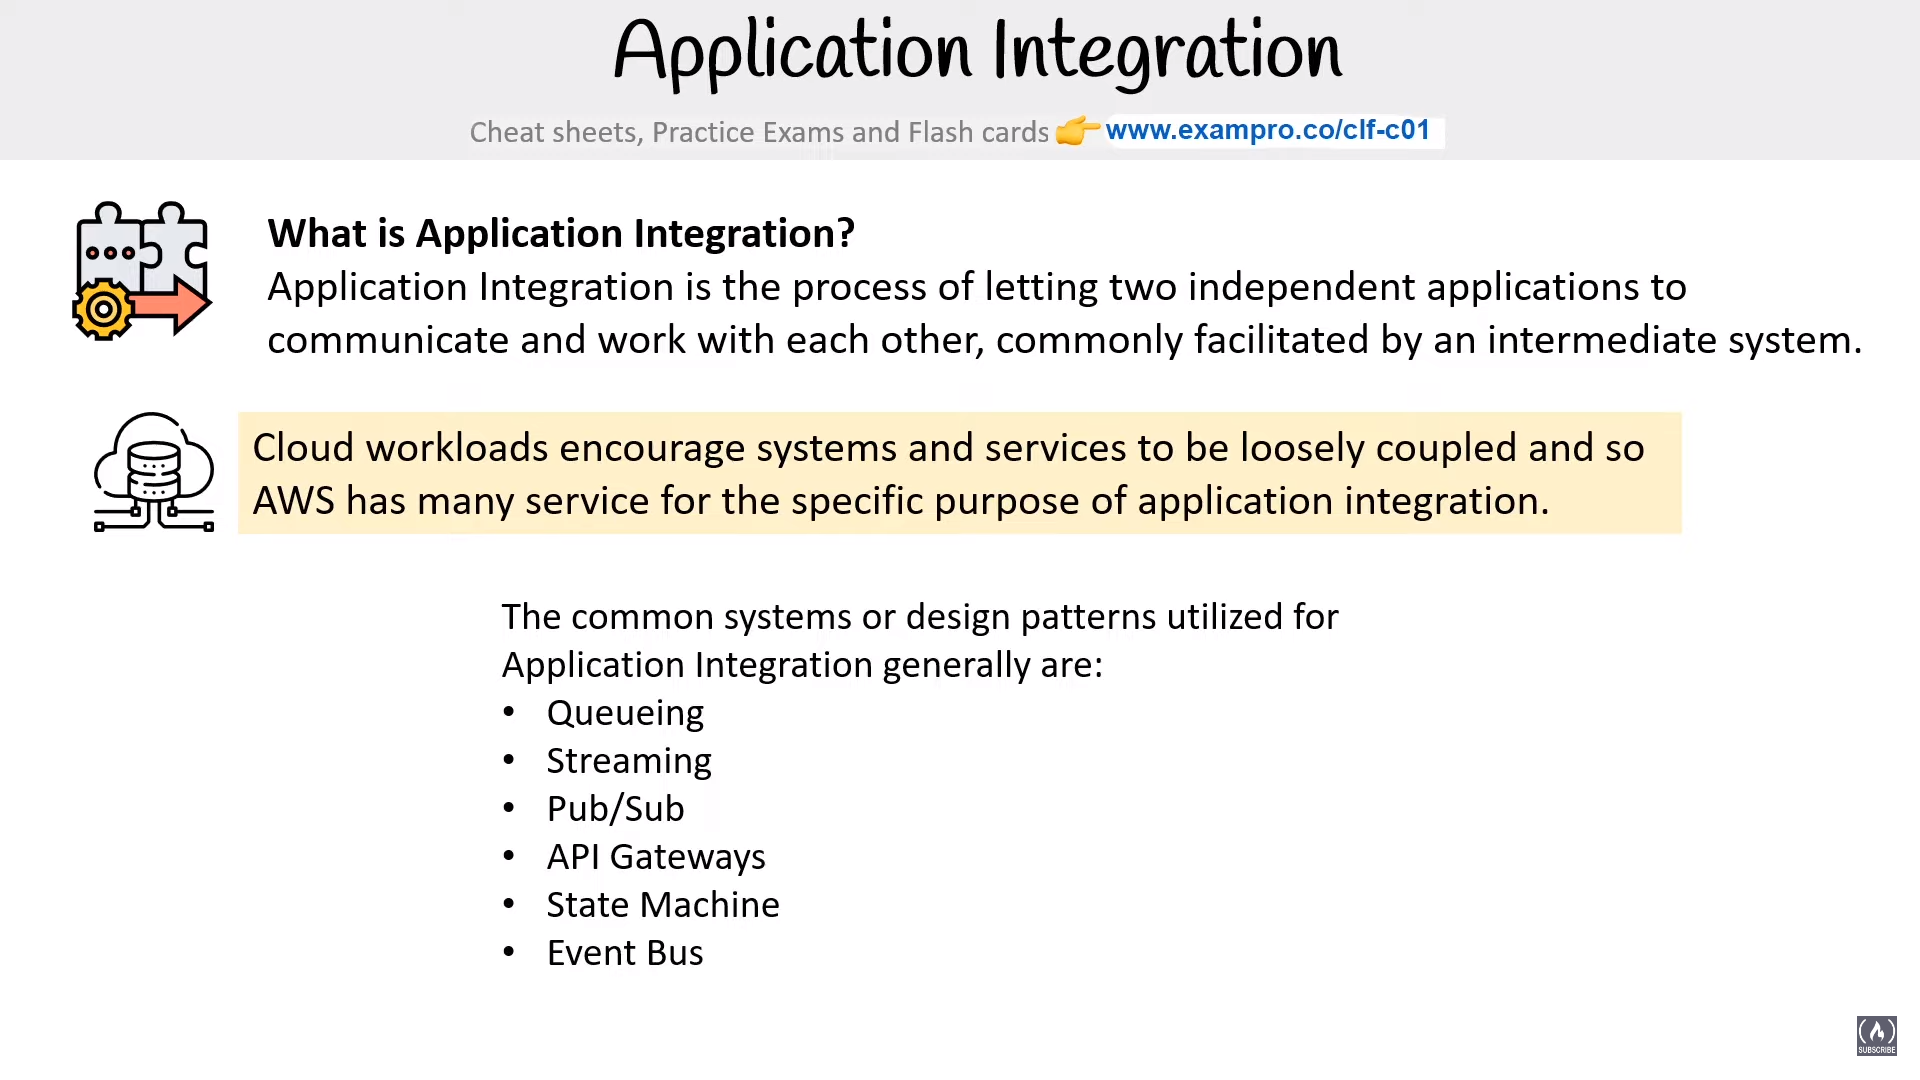 Application Integration
Cheat sheets, Practice Exams and Flash cards www.exampro.co/clf-c01
What is Application Integration?
Application Integration is the process of letting two independent applications to
communicate and work with each other, commonly facilitated by an intermediate system.
Cloud workloads encourage systems and services to be loosely coupled and so
AWS has many service for the specific purpose of application integration.
The common systems or design patterns utilized for
Application Integration generally are:
• Queueing
• Streaming
• Pub/Sub
• API Gateways
• State Machine
• Event Bus
SUBSCRIBE